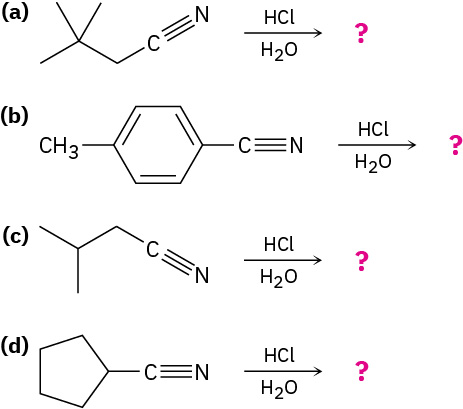 (a) C≡N HCl H₂O ?
(b) CH₃ C≡N HCl H₂O ?
(c) C≡N HCl H₂O ?
(d) C≡N HCl H₂O ?